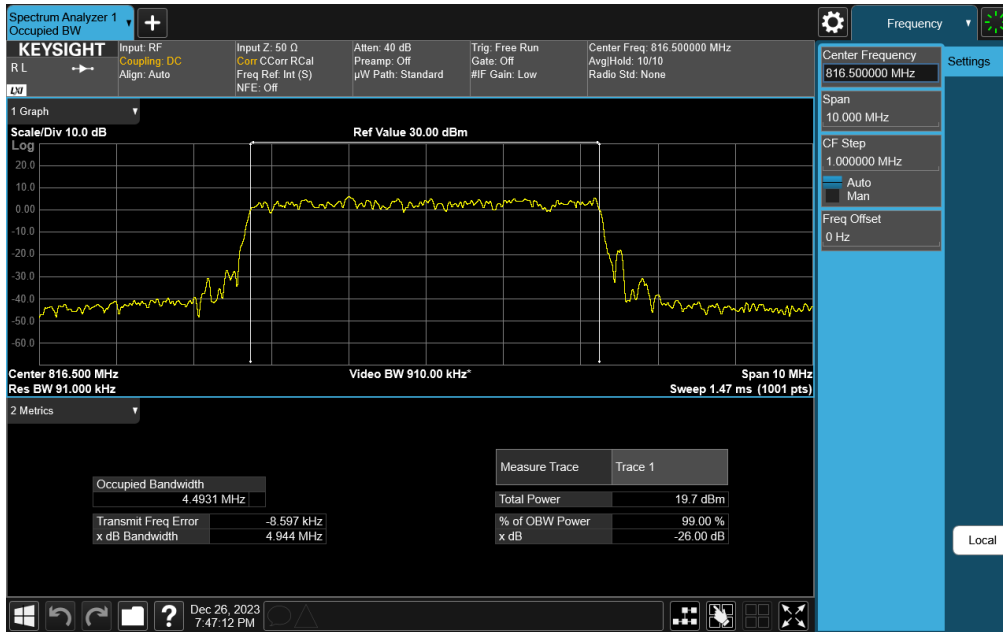 Spectrum Analyzer 1
Occupied BW
Frequency
KEYSIGHT
R L
LXI
Input: RF
Coupling: DC
Align: Auto
Input Z: 50 Ω
Corr CCorr RCal
Freq Ref: Int (S)
NFE: Off
Atten: 40 dB
Preamp: Off
µW Path: Standard
Trig: Free Run
Gate: Off
#IF Gain: Low
Center Freq: 816.500000 MHz
Avg|Hold: 10/10
Radio Std: None
Center Frequency
816.500000 MHz
Settings
Span
10.000 MHz
CF Step
1.000000 MHz
Auto
Man
Freq Offset
0 Hz
Local
1 Graph
Scale/Div 10.0 dB
Ref Value 30.00 dBm
Log
20.0
10.0
0.00
-10.0
-20.0
-30.0
-40.0
-50.0
-60.0
Center 816.500 MHz
Video BW 910.00 kHz*
Span 10 MHz
Res BW 91.000 kHz
Sweep 1.47 ms (1001 pts)
2 Metrics
Occupied Bandwidth
4.4931 MHz
Transmit Freq Error -8.597 kHz
x dB Bandwidth 4.944 MHz
Measure Trace Trace 1
Total Power 19.7 dBm
% of OBW Power 99.00 %
x dB -26.00 dB
Dec 26, 2023
7:47:12 PM